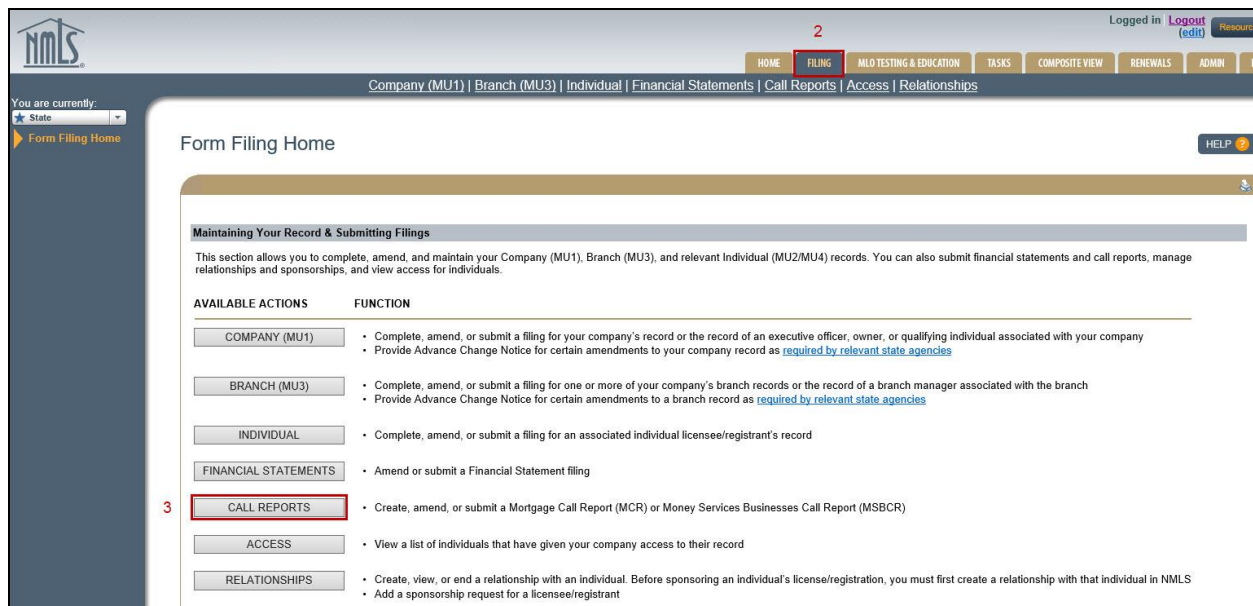 Logged in Logout
(edit)
NMLS
2
HOME FILING MLO TESTING & EDUCATION TASKS COMPOSITE VIEW RENEWALS ADMIN
Company (MU1) | Branch (MU3) | Individual | Financial Statements | Call Reports | Access | Relationships
You are currently:
State
Form Filing Home
Form Filing Home
HELP ?
Maintaining Your Record & Submitting Filings
This section allows you to complete, amend, and maintain your Company (MU1), Branch (MU3), and relevant Individual (MU2/MU4) records. You can also submit financial statements and call reports, manage
relationships and sponsorships, and view access for individuals.
AVAILABLE ACTIONS FUNCTION
COMPANY (MU1) • Complete, amend, or submit a filing for your company's record or the record of an executive officer, owner, or qualifying individual associated with your company
• Provide Advance Change Notice for certain amendments to your company record as required by relevant state agencies
BRANCH (MU3) • Complete, amend, or submit a filing for one or more of your company's branch records or the record of a branch manager associated with the branch
• Provide Advance Change Notice for certain amendments to a branch record as required by relevant state agencies
INDIVIDUAL • Complete, amend, or submit a filing for an associated individual licensee/registrant's record
FINANCIAL STATEMENTS • Amend or submit a Financial Statement filing
3 CALL REPORTS • Create, amend, or submit a Mortgage Call Report (MCR) or Money Services Businesses Call Report (MSBCR)
ACCESS • View a list of individuals that have given your company access to their record
RELATIONSHIPS • Create, view, or end a relationship with an individual. Before sponsoring an individual's license/registration, you must first create a relationship with that individual in NMLS
• Add a sponsorship request for a licensee/registrant